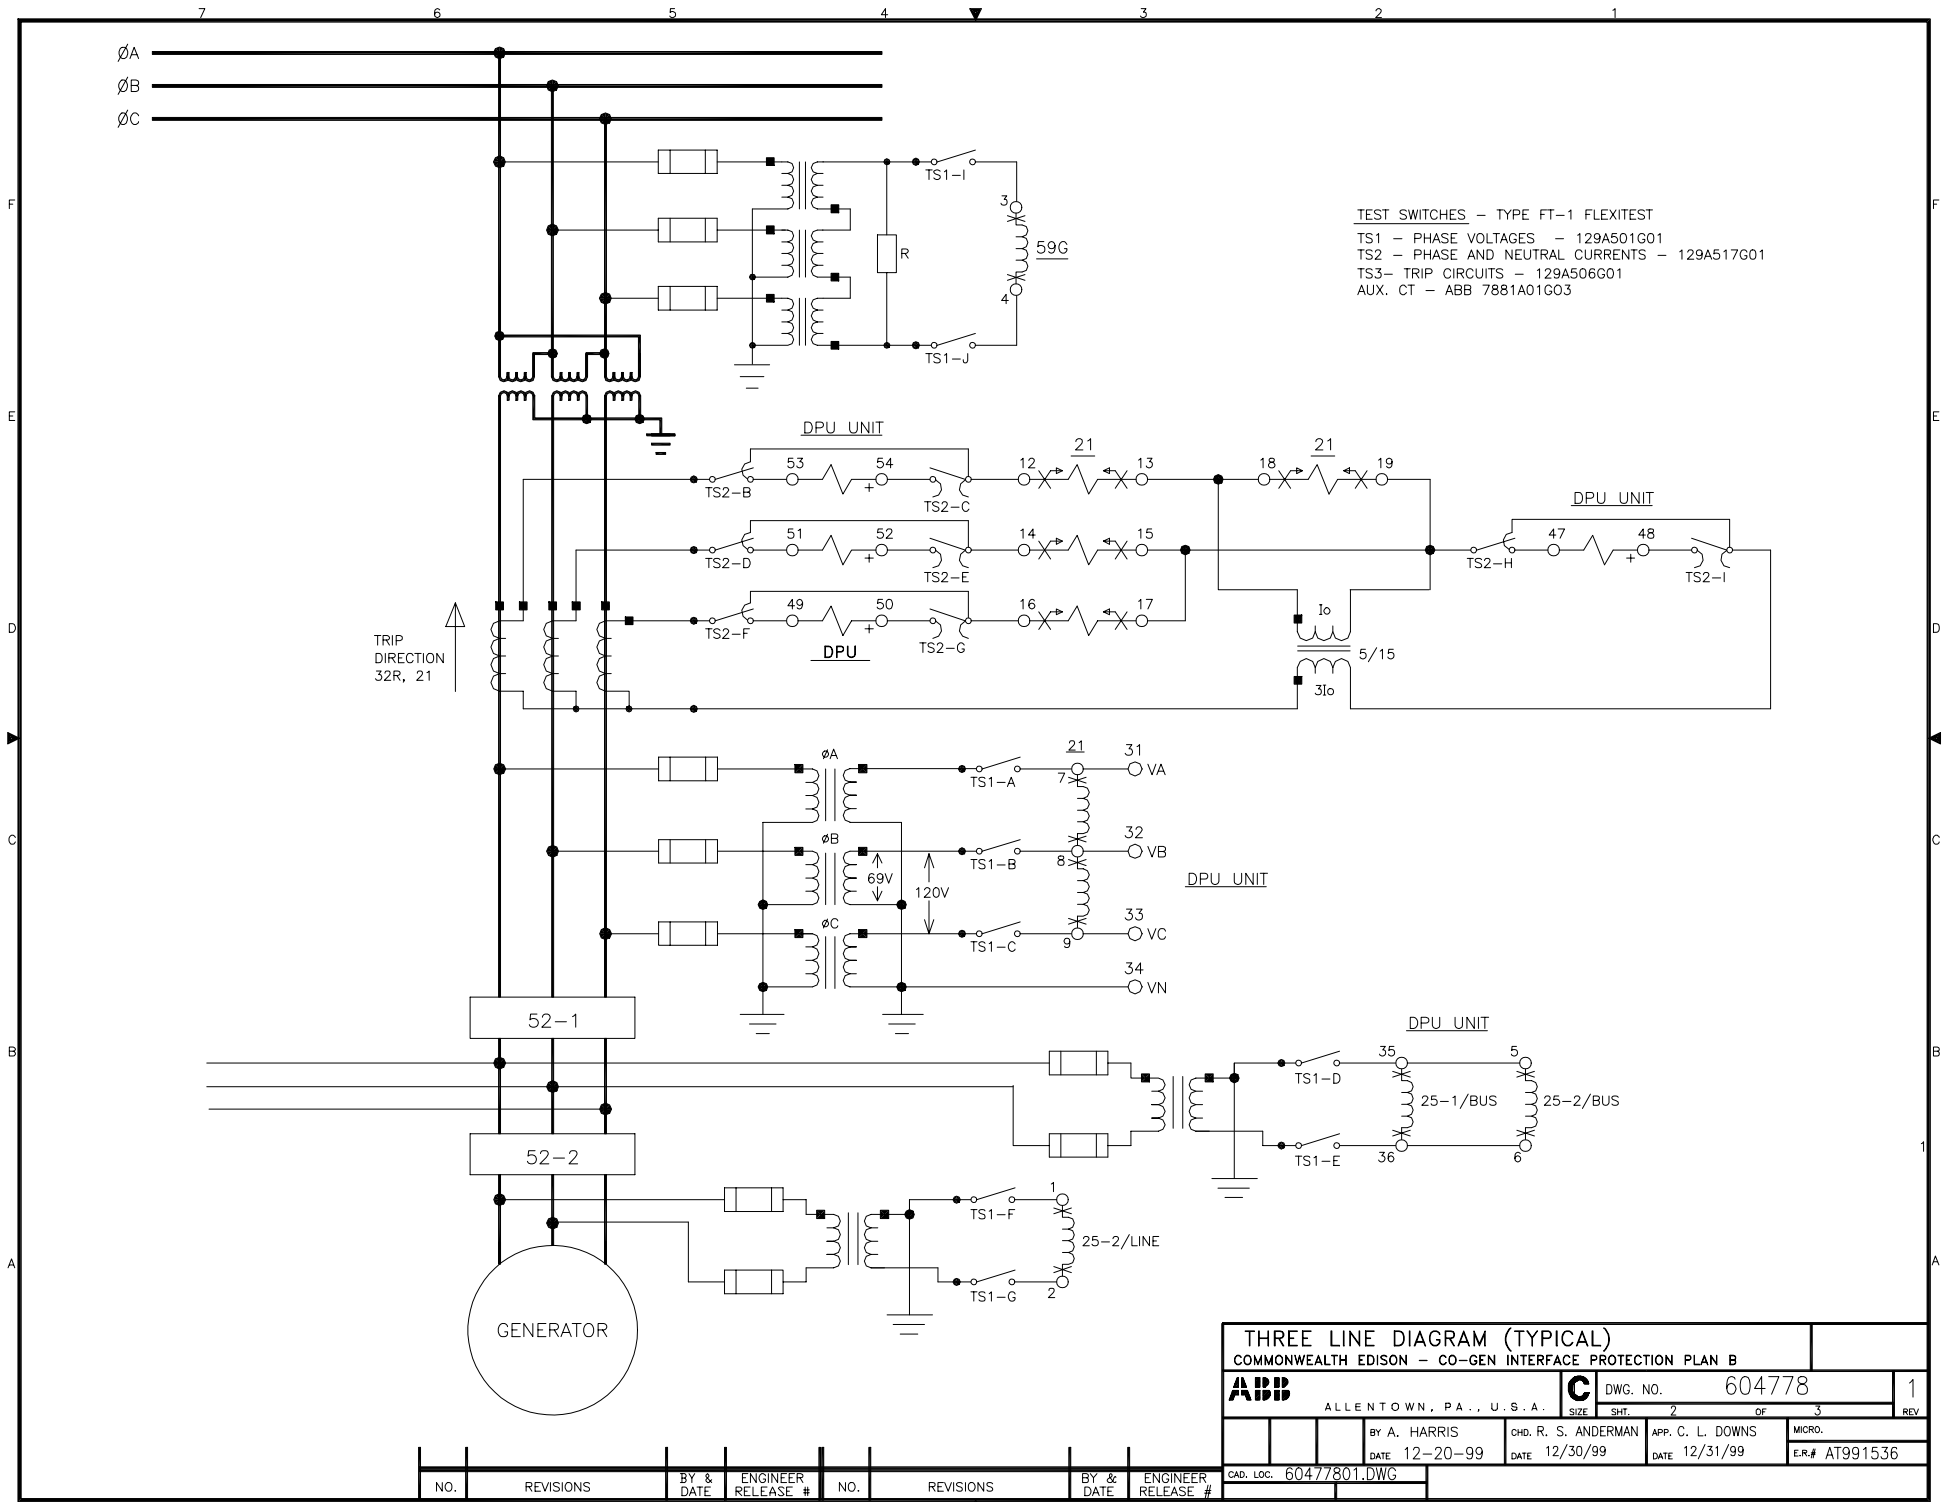 7 6 5 4 3 2 1
ØA
ØB
ØC
F
F
TS1-I
3
59G
R
4
TS1-J
TEST SWITCHES - TYPE FT-1 FLEXITEST
TS1 - PHASE VOLTAGES - 129A501G01
TS2 - PHASE AND NEUTRAL CURRENTS - 129A517G01
TS3- TRIP CIRCUITS - 129A506G01
AUX. CT - ABB 7881A01GO3
E
E
DPU UNIT
21
21
53 54 12 13 18 19
TS2-B
+
TS2-C
DPU UNIT
51 52 14 15 47 48
TS2-D
+
TS2-E
TS2-H
+
TS2-I
49 50 16 17
TS2-F
+
TS2-G
DPU
Io
5/15
3Io
D
D
TRIP
DIRECTION
32R, 21
ØA
21
31
VA
7
TS1-A
C
C
ØB
32
VB
8
TS1-B
69V
120V
DPU UNIT
ØC
33
VC
9
TS1-C
34
VN
52-1
DPU UNIT
B
B
35 5
TS1-D
25-1/BUS
25-2/BUS
TS1-E
36 6
1
52-2
1
TS1-F
25-2/LINE
TS1-G
2
A
A
GENERATOR
THREE LINE DIAGRAM (TYPICAL)
COMMONWEALTH EDISON - CO-GEN INTERFACE PROTECTION PLAN B
ABB
ALLENTOWN, PA., U.S.A.
C
SIZE
DWG. NO. 604778
1
REV
SHT. 2 OF 3
BY A. HARRIS
DATE 12-20-99
CHD. R. S. ANDERMAN
DATE 12/30/99
APP. C. L. DOWNS
DATE 12/31/99
MICRO.
E.R.# AT991536
CAD. LOC. 60477801.DWG
NO. REVISIONS BY & DATE ENGINEER RELEASE # NO. REVISIONS BY & DATE ENGINEER RELEASE #